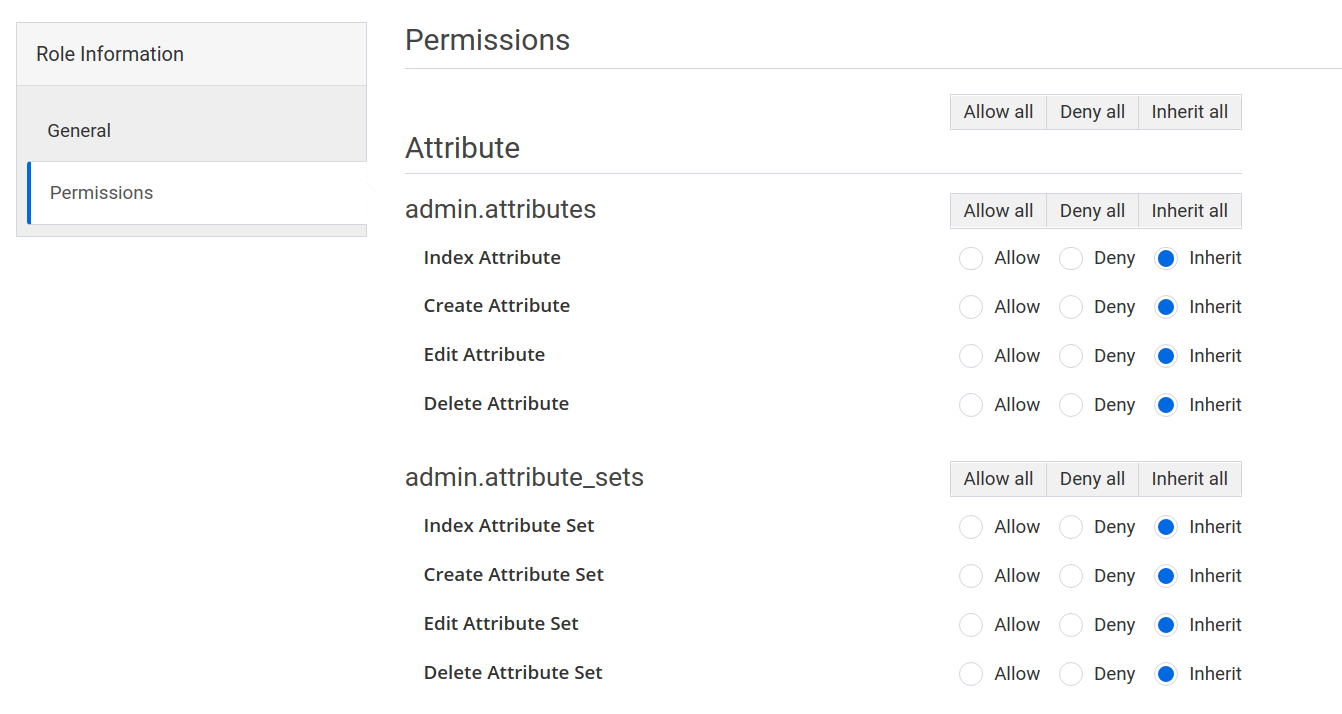 Role Information
General
Permissions
Permissions
Allow all Deny all Inherit all
Attribute
admin.attributes Allow all Deny all Inherit all
Index Attribute Allow Deny Inherit
Create Attribute Allow Deny Inherit
Edit Attribute Allow Deny Inherit
Delete Attribute Allow Deny Inherit
admin.attribute_sets Allow all Deny all Inherit all
Index Attribute Set Allow Deny Inherit
Create Attribute Set Allow Deny Inherit
Edit Attribute Set Allow Deny Inherit
Delete Attribute Set Allow Deny Inherit